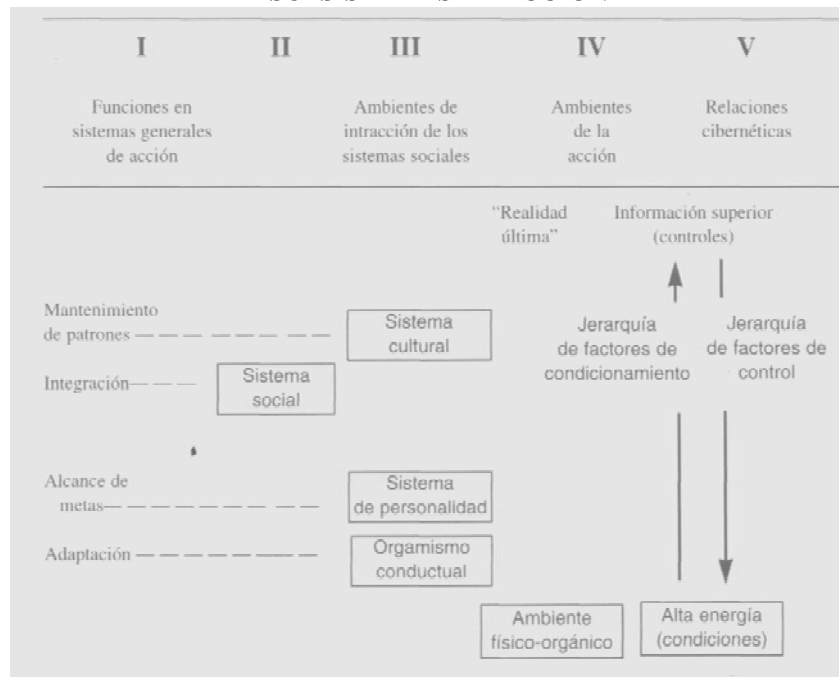 I II III IV V
Funciones en
sistemas generales
de acción
Ambientes de
intracción de los
sistemas sociales
Ambientes
de la
acción
Relaciones
cibernéticas
“Realidad
última”
Información superior
(controles)
Mantenimiento
de patrones
Sistema
cultural
Jerarquía
de factores de
condicionamiento
Jerarquía
de factores de
control
Integración
Sistema
social
Alcance de
metas
Sistema
de personalidad
Adaptación
Orgamismo
conductual
Ambiente
físico-orgánico
Alta energía
(condiciones)